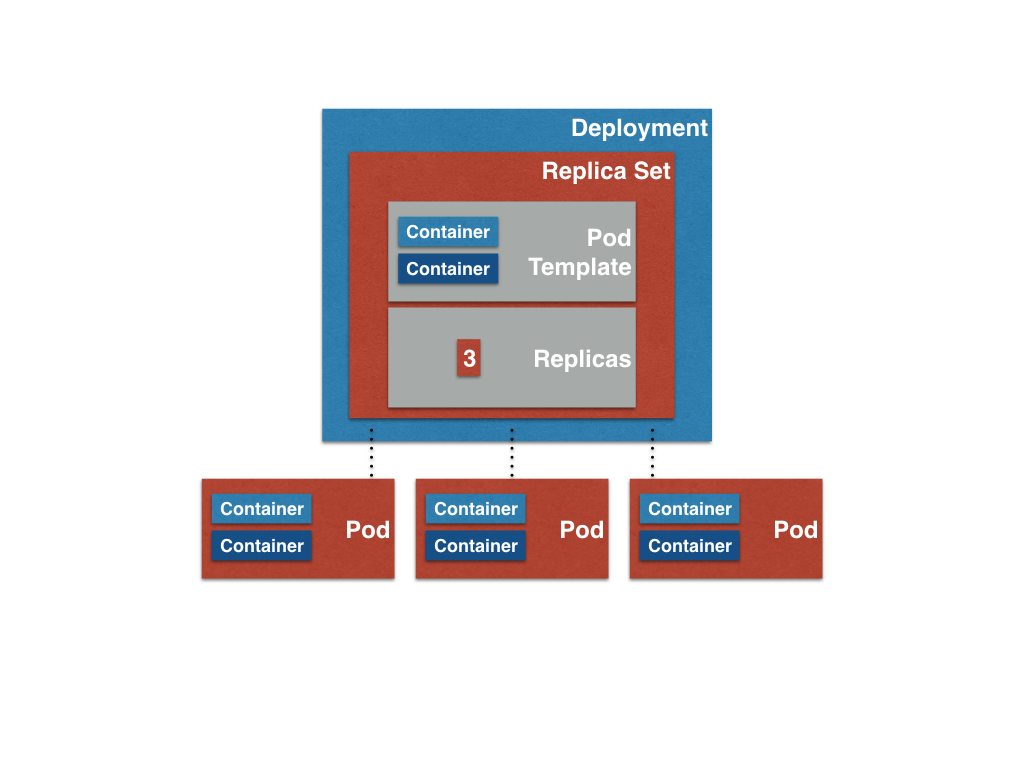 Deployment
Replica Set
Container
Container
Pod
Template
3
Replicas
Container
Container
Pod
Container
Container
Pod
Container
Container
Pod